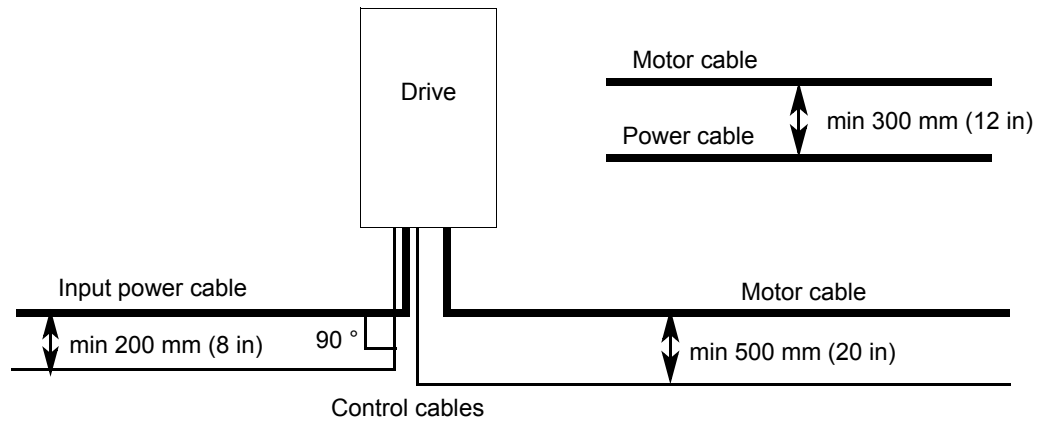 Motor cable
Drive
min 300 mm (12 in)
Power cable
Input power cable
Motor cable
90 °
min 200 mm (8 in)
min 500 mm (20 in)
Control cables